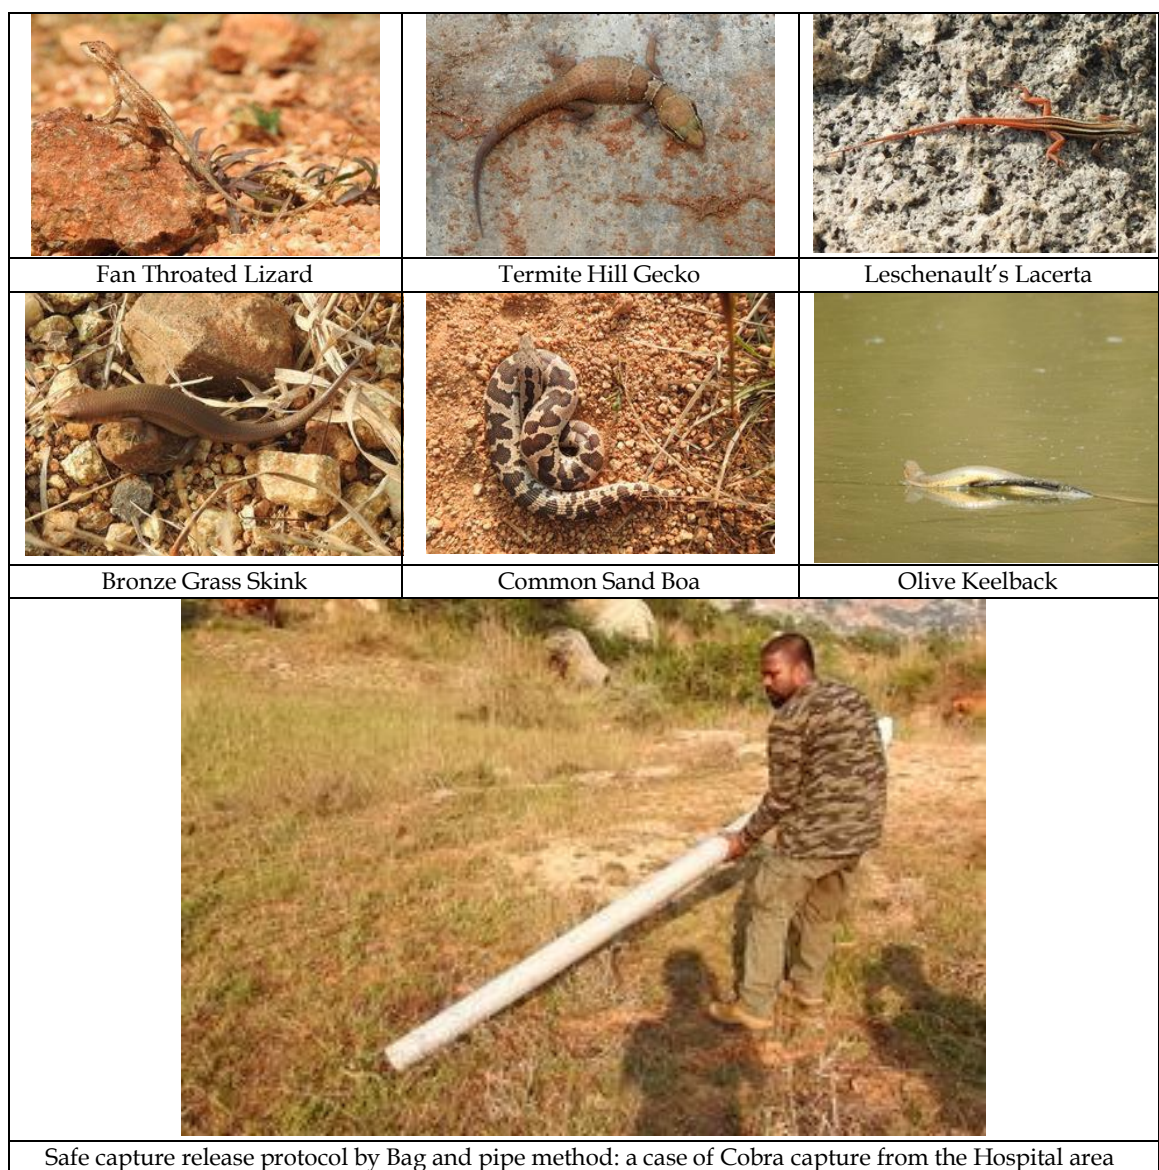 Fan Throated Lizard
Termite Hill Gecko
Leschenault's Lacerta
Bronze Grass Skink
Common Sand Boa
Olive Keelback
Safe capture release protocol by Bag and pipe method: a case of Cobra capture from the Hospital area